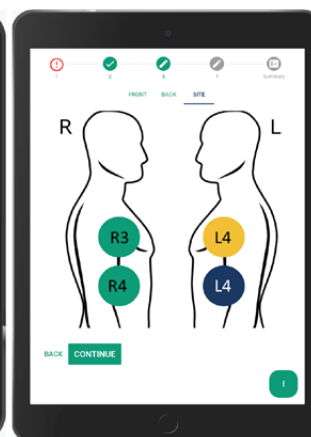 1 2 3 4 Summary
FRONT BACK SITE
R L
R3 L4
R4 L4
BACK CONTINUE